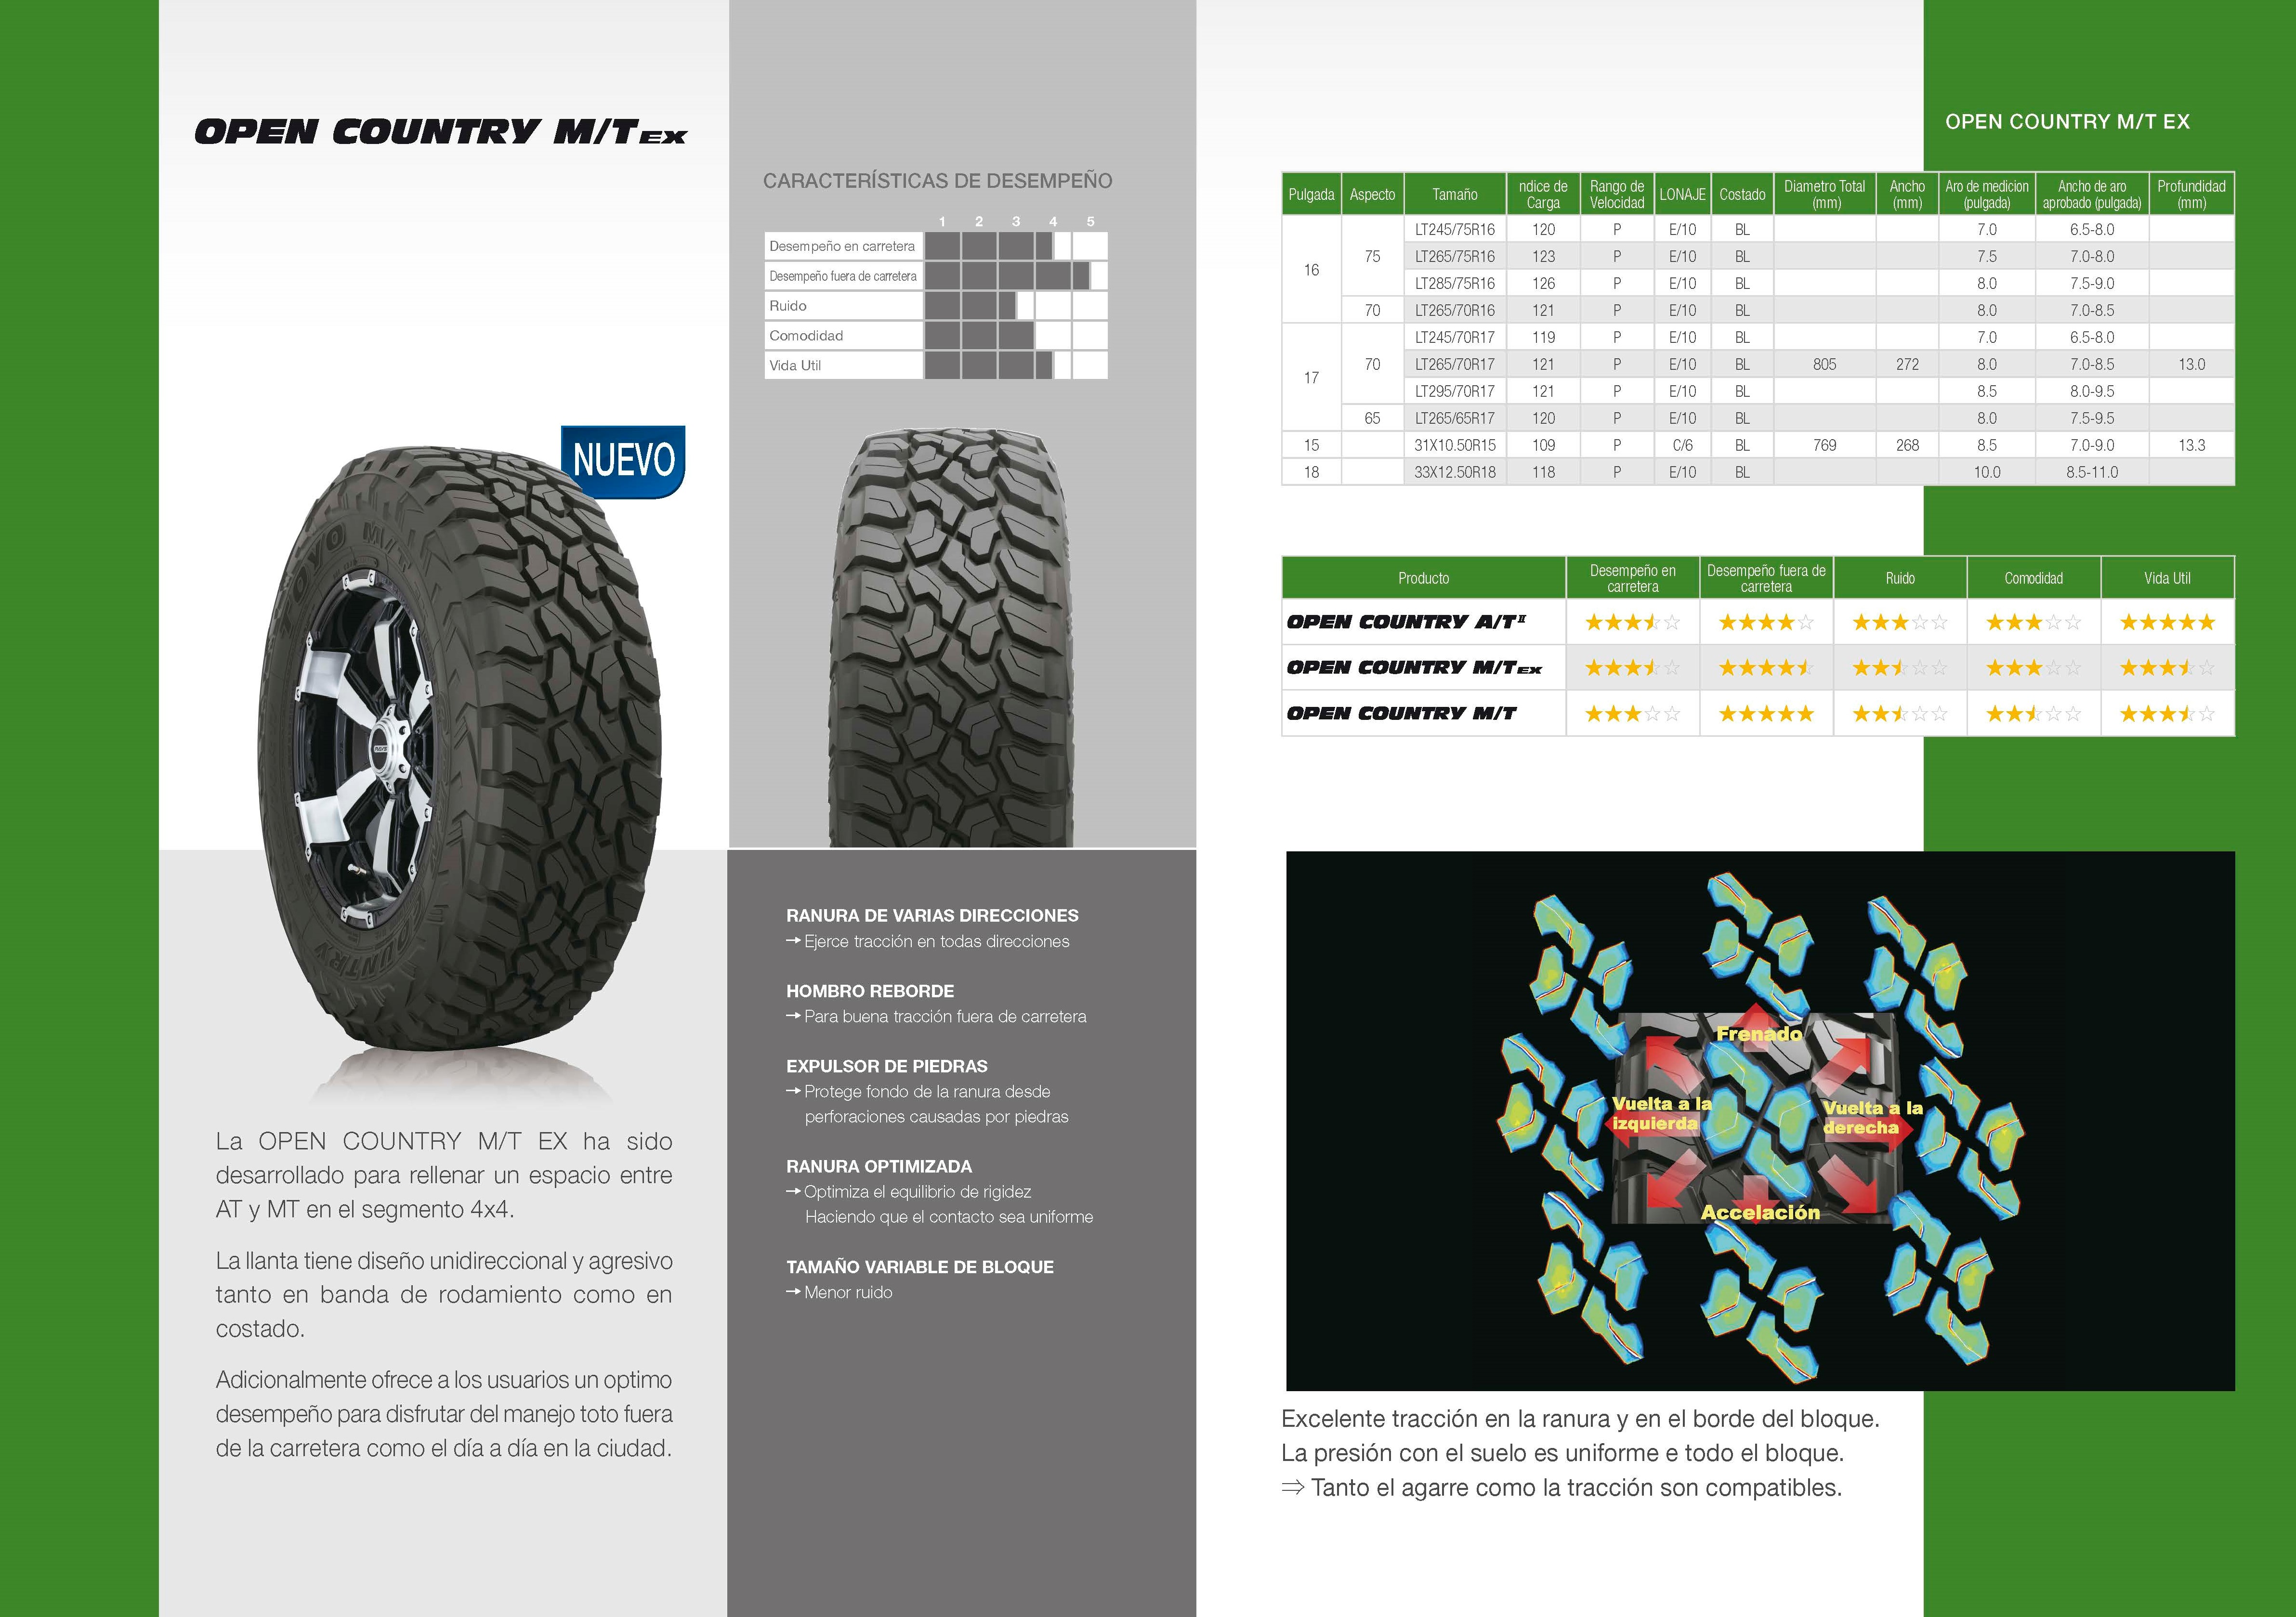 OPEN COUNTRY M/T EX
NUEVO
TOYO M/T
OUNTRY
M/T
La OPEN COUNTRY M/T EX ha sido
desarrollado para rellenar un espacio entre
AT y MT en el segmento 4x4.
La llanta tiene diseño unidireccional y agresivo
tanto en banda de rodamiento como en
costado.
Adicionalmente ofrece a los usuarios un optimo
desempeño para disfrutar del manejo toto fuera
de la carretera como el día a día en la ciudad.
CARACTERÍSTICAS DE DESEMPEÑO
1 2 3 4 5
Desempeño en carretera
Desempeño fuera de carretera
Ruido
Comodidad
Vida Util
RANURA DE VARIAS DIRECCIONES
→ Ejerce tracción en todas direcciones
HOMBRO REBORDE
→ Para buena tracción fuera de carretera
EXPULSOR DE PIEDRAS
→ Protege fondo de la ranura desde
perforaciones causadas por piedras
RANURA OPTIMIZADA
→ Optimiza el equilibrio de rigidez
Haciendo que el contacto sea uniforme
TAMAÑO VARIABLE DE BLOQUE
→ Menor ruido
OPEN COUNTRY M/T EX
Pulgada Aspecto Tamaño ndice de Carga Rango de Velocidad LONAJE Costado Diametro Total (mm) Ancho (mm) Aro de medicion (pulgada) Ancho de aro aprobado (pulgada) Profundidad (mm)
16 75 LT245/75R16 120 P E/10 BL 7.0 6.5-8.0
LT265/75R16 123 P E/10 BL 7.5 7.0-8.0
LT285/75R16 126 P E/10 BL 8.0 7.5-9.0
70 LT265/70R16 121 P E/10 BL 8.0 7.0-8.5
17 70 LT245/70R17 119 P E/10 BL 7.0 6.5-8.0
LT265/70R17 121 P E/10 BL 805 272 8.0 7.0-8.5 13.0
LT295/70R17 121 P E/10 BL 8.5 8.0-9.5
65 LT265/65R17 120 P E/10 BL 8.0 7.5-9.5
15 31X10.50R15 109 P C/6 BL 769 268 8.5 7.0-9.0 13.3
18 33X12.50R18 118 P E/10 BL 10.0 8.5-11.0
Producto Desempeño en carretera Desempeño fuera de carretera Ruido Comodidad Vida Util
OPEN COUNTRY A/T II
OPEN COUNTRY M/T EX
OPEN COUNTRY M/T
Frenado
Vuelta a la
izquierda
Vuelta a la
derecha
Accelación
Excelente tracción en la ranura y en el borde del bloque.
La presión con el suelo es uniforme e todo el bloque.
⇒ Tanto el agarre como la tracción son compatibles.